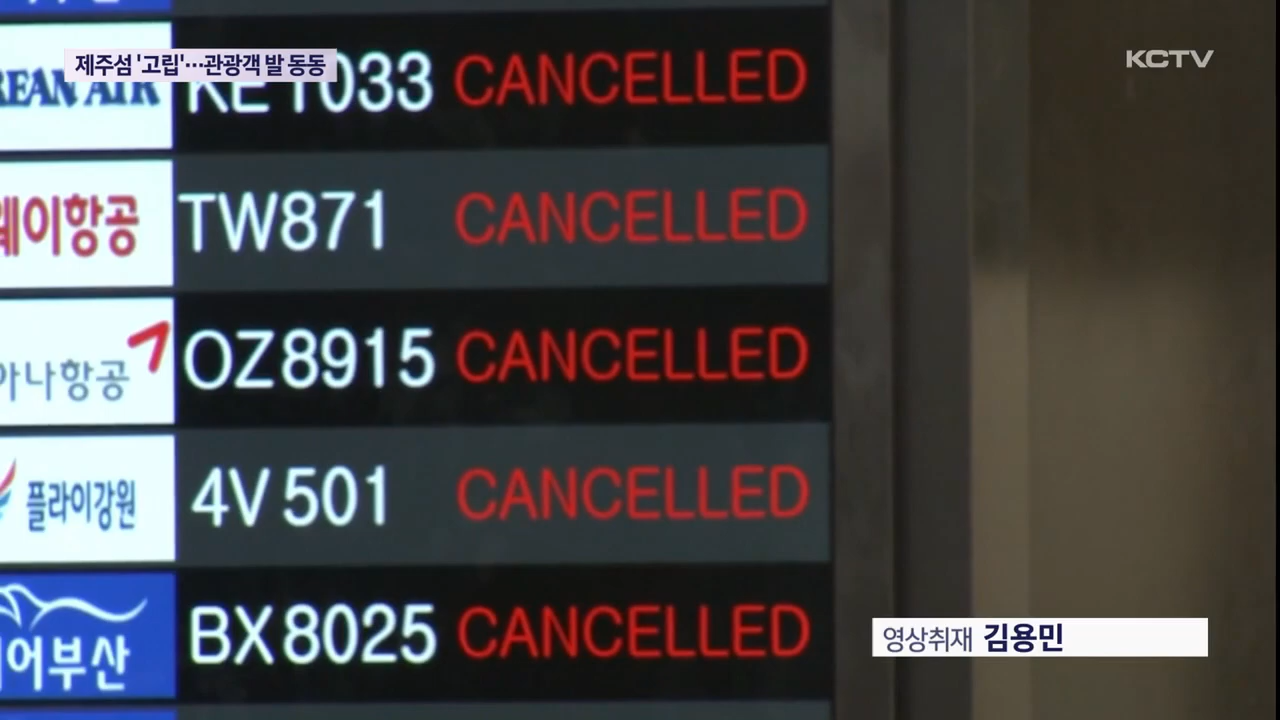 제주섬 '고립'…관광객 발 동동
KCTV
REAN AIR KE1033 CANCELLED
웨이항공 TW871 CANCELLED
아나항공 OZ8915 CANCELLED
플라이강원 4V501 CANCELLED
에어부산 BX8025 CANCELLED
영상취재 김용민